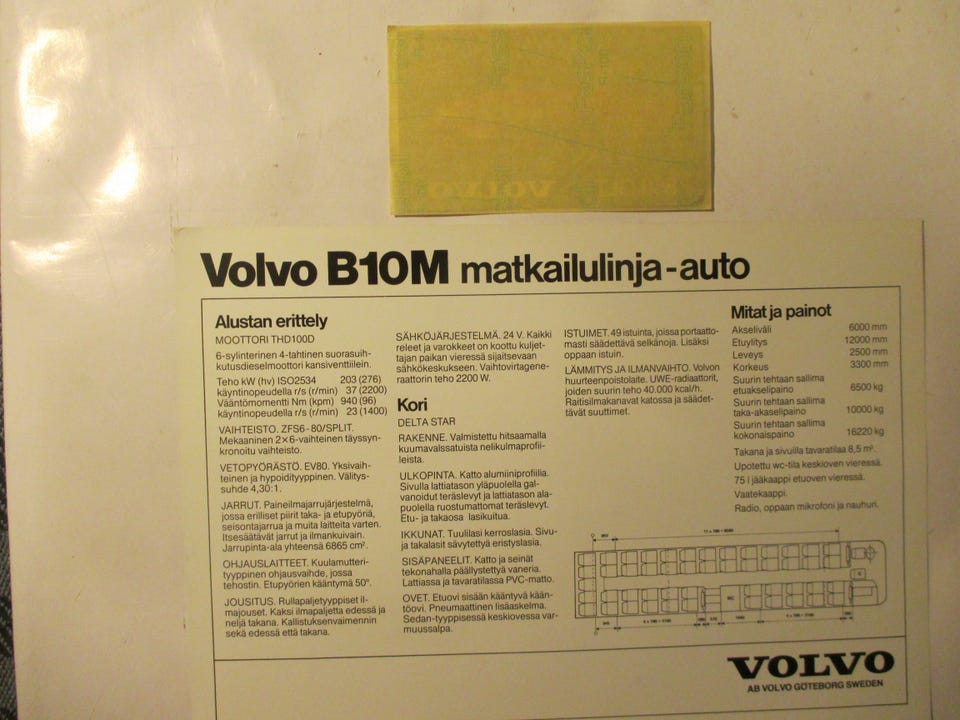 Volvo B10M matkailulinja-auto
Alustan erittely
MOOTTORI THD100D
6-sylinterinen 4-tahtinen suorasuih-
kutusdieselmoottori kansiventtiilein.
Teho kW (hv) ISO2534 203 (276)
käyntinopeudella r/s (r/min) 37 (2200)
Vääntömomentti Nm (kpm) 940 (96)
käyntinopeudella r/s (r/min) 23 (1400)
VAIHTEISTO. ZFS6-80/SPLIT.
Mekaaninen 2×6-vaihteinen täyssyn-
kronoitu vaihteisto.
VETOPYÖRÄSTÖ. EV80. Yksivaih-
teinen ja hypoidityyppinen. Välitys-
suhde 4,30:1.
JARRUT. Paineilmajarrujärjestelmä,
jossa erilliset piirit taka- ja etupyöriä,
seisontajarrua ja muita laitteita varten.
Itsesäätävät jarrut ja ilmankuivain.
Jarrupinta-ala yhteensä 6865 cm².
OHJAUSLAITTEET. Kuulamutteri-
tyyppinen ohjausvaihde, jossa
tehostin. Etupyörien kääntymä 50°.
JOUSITUS. Rullapaljetyyppiset il-
majouset. Kaksi ilmapaljetta edessä ja
neljä takana. Kallistuksenvaimennin
sekä edessä että takana.
SÄHKÖJÄRJESTELMÄ. 24 V. Kaikki
releet ja varokkeet on koottu kuljet-
tajan paikan vieressä sijaitsevaan
sähkökeskukseen. Vaihtovirtagene-
raattorin teho 2200 W.
Kori
DELTA STAR
RAKENNE. Valmistettu hitsaamalla
kuumavalssatuista nelikulmaprofii-
leista.
ULKOPINTA. Katto alumiiniprofiilia.
Sivulla lattiatason yläpuolella gal-
vanoidut teräslevyt ja lattiatason ala-
puolella ruostumattomat teräslevyt.
Etu- ja takaosa lasikuitua.
IKKUNAT. Tuulilasi kerroslasia. Sivu-
ja takalasit sävytettyä eristyslasia.
SISÄPANEELIT. Katto ja seinät
tekonahalla päällystettyä vaneria.
Lattiassa ja tavaratilassa PVC-matto.
OVET. Etuovi sisään kääntyvä kään-
töovi. Pneumaattinen lisäaskelma.
Sedan-tyyppisessä keskiovessa var-
muussalpa.
ISTUIMET. 49 istuinta, joissa portaatto-
masti säädettävä selkänoja. Lisäksi
oppaan istuin.
LÄMMITYS JA ILMANVAIHTO. Volvon
huurteenpoistolaite. UWE-radiaattorit,
joiden suurin teho 40.000 kcal/h.
Raitisilmakanavat katossa ja säädet-
tävät suuttimet.
Mitat ja painot
Akseliväli 6000 mm
Etuylitys 12000 mm
Leveys 2500 mm
Korkeus 3300 mm
Suurin tehtaan sallima
etuakselipaino 6500 kg
Suurin tehtaan sallima
taka-akaselipaino 10000 kg
Suurin tehtaan sallima
kokonaispaino 16220 kg
Takana ja sivuilla tavaratilaa 8,5 m².
Upotettu wc-tila keskioven vieressä.
75 l jääkaappi etuoven vieressä.
Vaatekaappi.
Radio, oppaan mikrofoni ja nauhuri.
WC
VOLVO
AB VOLVO GÖTEBORG SWEDEN